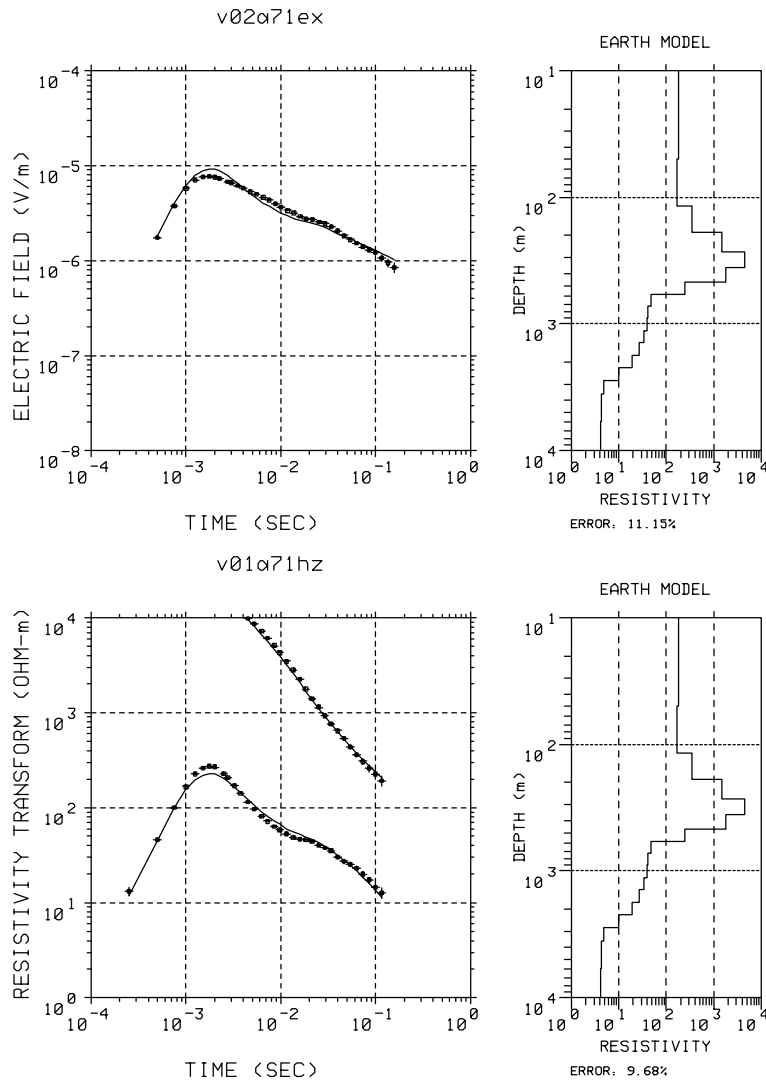 v02a71ex
EARTH MODEL
ELECTRIC FIELD (V/m)
10^-4
10^-5
10^-6
10^-7
10^-8
10^-4 10^-3 10^-2 10^-1 10^0
TIME (SEC)
DEPTH (m)
10^1
10^2
10^3
10^4
10^0 10^1 10^2 10^3 10^4
RESISTIVITY
ERROR: 11.15%
v01a71hz
EARTH MODEL
RESISTIVITY TRANSFORM (OHM-m)
10^4
10^3
10^2
10^1
10^0
10^-4 10^-3 10^-2 10^-1 10^0
TIME (SEC)
DEPTH (m)
10^1
10^2
10^3
10^4
10^0 10^1 10^2 10^3 10^4
RESISTIVITY
ERROR: 9.68%